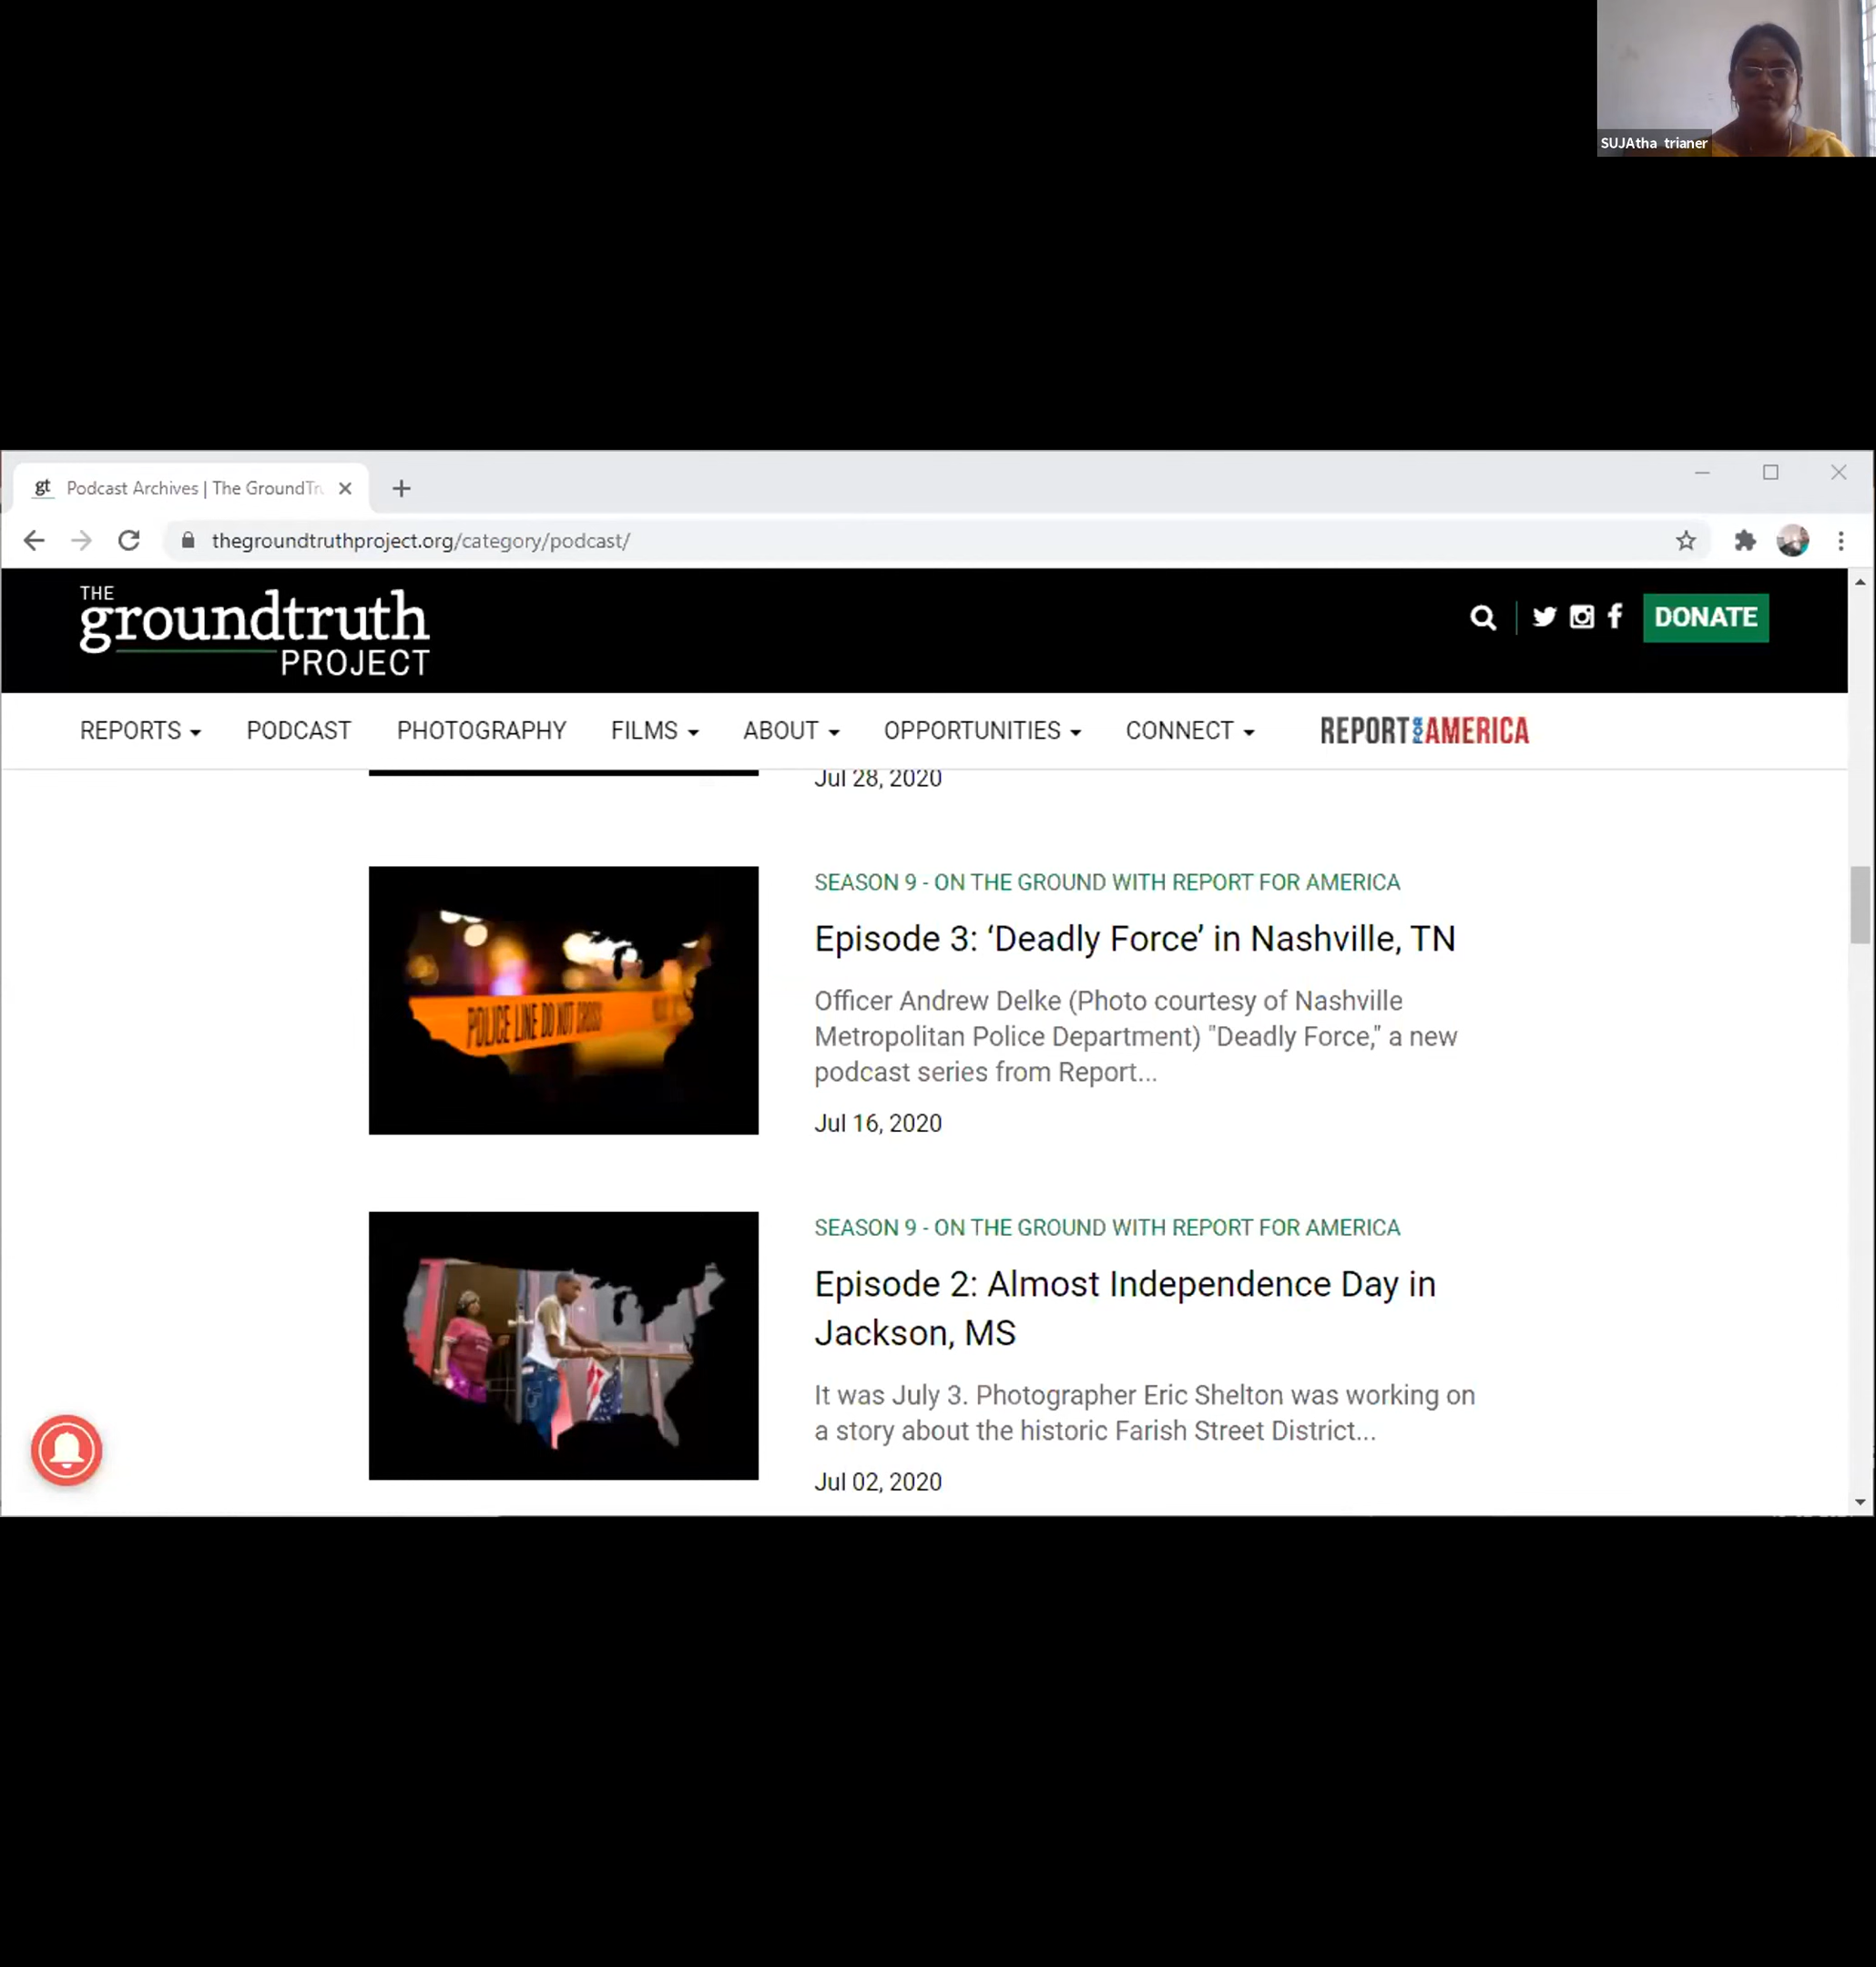 SUJAtha trianer
gt Podcast Archives | The GroundTru
thegroundtruthproject.org/category/podcast/
THE
groundtruth
PROJECT
DONATE
REPORTS PODCAST PHOTOGRAPHY FILMS ABOUT OPPORTUNITIES CONNECT REPORT FOR AMERICA
Jul 28, 2020
SEASON 9 - ON THE GROUND WITH REPORT FOR AMERICA
Episode 3: ‘Deadly Force’ in Nashville, TN
POLICE LINE DO NOT CROSS
Officer Andrew Delke (Photo courtesy of Nashville
Metropolitan Police Department) "Deadly Force," a new
podcast series from Report...
Jul 16, 2020
SEASON 9 - ON THE GROUND WITH REPORT FOR AMERICA
Episode 2: Almost Independence Day in
Jackson, MS
It was July 3. Photographer Eric Shelton was working on
a story about the historic Farish Street District...
Jul 02, 2020